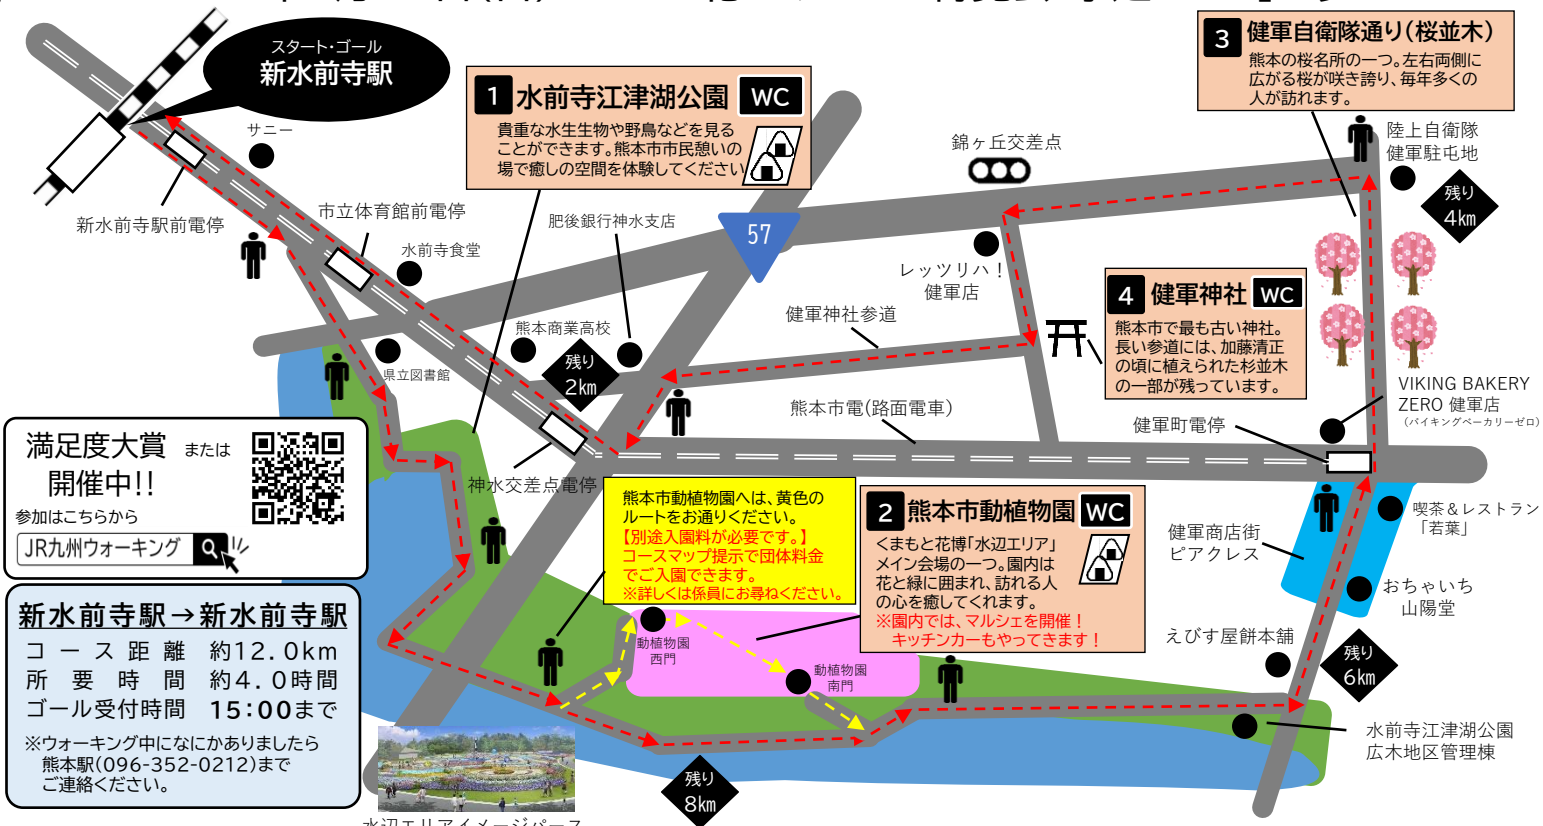 スタート・ゴール
新水前寺駅
サニー
新水前寺駅前電停
市立体育館前電停
水前寺食堂
1 水前寺江津湖公園 WC
貴重な水生生物や野鳥などを見る
ことができます。熊本市市民憩いの
場で癒しの空間を体験してください
肥後銀行神水支店
57
錦ヶ丘交差点
3 健軍自衛隊通り(桜並木)
熊本の桜名所の一つ。左右両側に
広がる桜が咲き誇り、毎年多くの
人が訪れます。
陸上自衛隊
健軍駐屯地
残り
4km
レッツリハ!
健軍店
4 健軍神社 WC
熊本市で最も古い神社。
長い参道には、加藤清正
の頃に植えられた杉並木
の一部が残っています。
健軍神社参道
熊本商業高校
残り
2km
県立図書館
熊本市電(路面電車)
健軍町電停
VIKING BAKERY
ZERO 健軍店
(バイキングベーカリーゼロ)
満足度大賞 または
開催中!!
参加はこちらから
JR九州ウォーキング
神水交差点電停
熊本市動植物園へは、黄色の
ルートをお通りください。
【別途入園料が必要です。】
コースマップ提示で団体料金
でご入園できます。
※詳しくは係員にお尋ねください。
2 熊本市動植物園 WC
くまもと花博「水辺エリア」
メイン会場の一つ。園内は
花と緑に囲まれ、訪れる人
の心を癒してくれます。
※園内では、マルシェを開催!
キッチンカーもやってきます!
健軍商店街
ピアクレス
喫茶&レストラン
「若葉」
おちゃいち
山陽堂
えびす屋餅本舗
残り
6km
動植物園
西門
動植物園
南門
水前寺江津湖公園
広木地区管理棟
新水前寺駅→新水前寺駅
コース距離 約12.0km
所要時間 約4.0時間
ゴール受付時間 15:00まで
※ウォーキング中になにかありましたら
熊本駅(096-352-0212)まで
ご連絡ください。
残り
8km
水辺エリアイメージパース